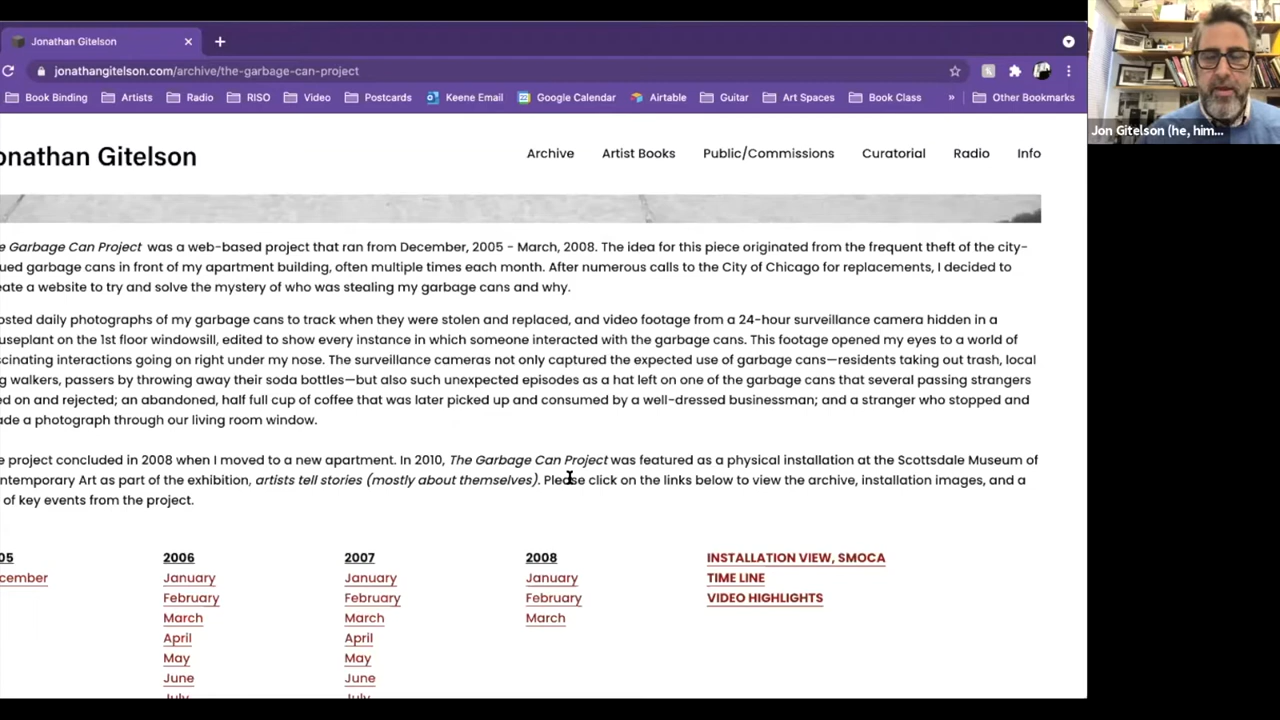 Jonathan Gitelson
jonathangitelson.com/archive/the-garbage-can-project
Book Binding Artists Radio RISO Video Postcards Keene Email Google Calendar Airtable Guitar Art Spaces Book Class » Other Bookmarks
Jon Gitelson (he, him...
onathan Gitelson
Archive Artist Books Public/Commissions Curatorial Radio Info
e Garbage Can Project was a web-based project that ran from December, 2005 - March, 2008. The idea for this piece originated from the frequent theft of the city-
ued garbage cans in front of my apartment building, often multiple times each month. After numerous calls to the City of Chicago for replacements, I decided to
eate a website to try and solve the mystery of who was stealing my garbage cans and why.
osted daily photographs of my garbage cans to track when they were stolen and replaced, and video footage from a 24-hour surveillance camera hidden in a
useplant on the 1st floor windowsill, edited to show every instance in which someone interacted with the garbage cans. This footage opened my eyes to a world of
scinating interactions going on right under my nose. The surveillance cameras not only captured the expected use of garbage cans—residents taking out trash, local
g walkers, passers by throwing away their soda bottles—but also such unexpected episodes as a hat left on one of the garbage cans that several passing strangers
ed on and rejected; an abandoned, half full cup of coffee that was later picked up and consumed by a well-dressed businessman; and a stranger who stopped and
ade a photograph through our living room window.
e project concluded in 2008 when I moved to a new apartment. In 2010, The Garbage Can Project was featured as a physical installation at the Scottsdale Museum of
ntemporary Art as part of the exhibition, artists tell stories (mostly about themselves). Please click on the links below to view the archive, installation images, and a
of key events from the project.
05 2006 2007 2008 INSTALLATION VIEW, SMOCA
cember January January January TIME LINE
February February February VIDEO HIGHLIGHTS
March March March
April April
May May
June June
July July